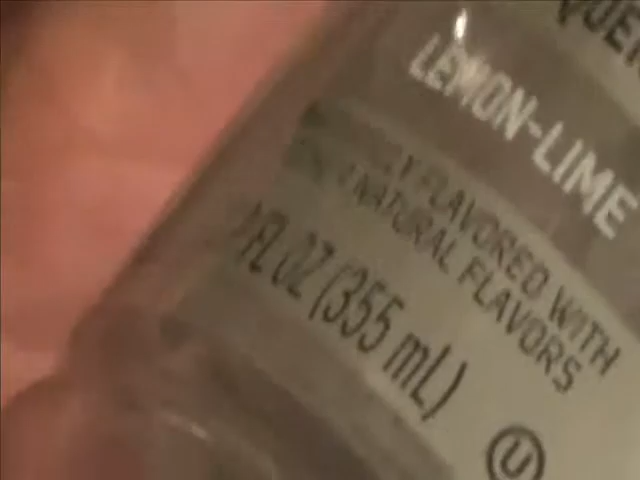 LEMON-LIME
FLAVORED WITH
NATURAL FLAVORS
FL OZ (355 mL)
U